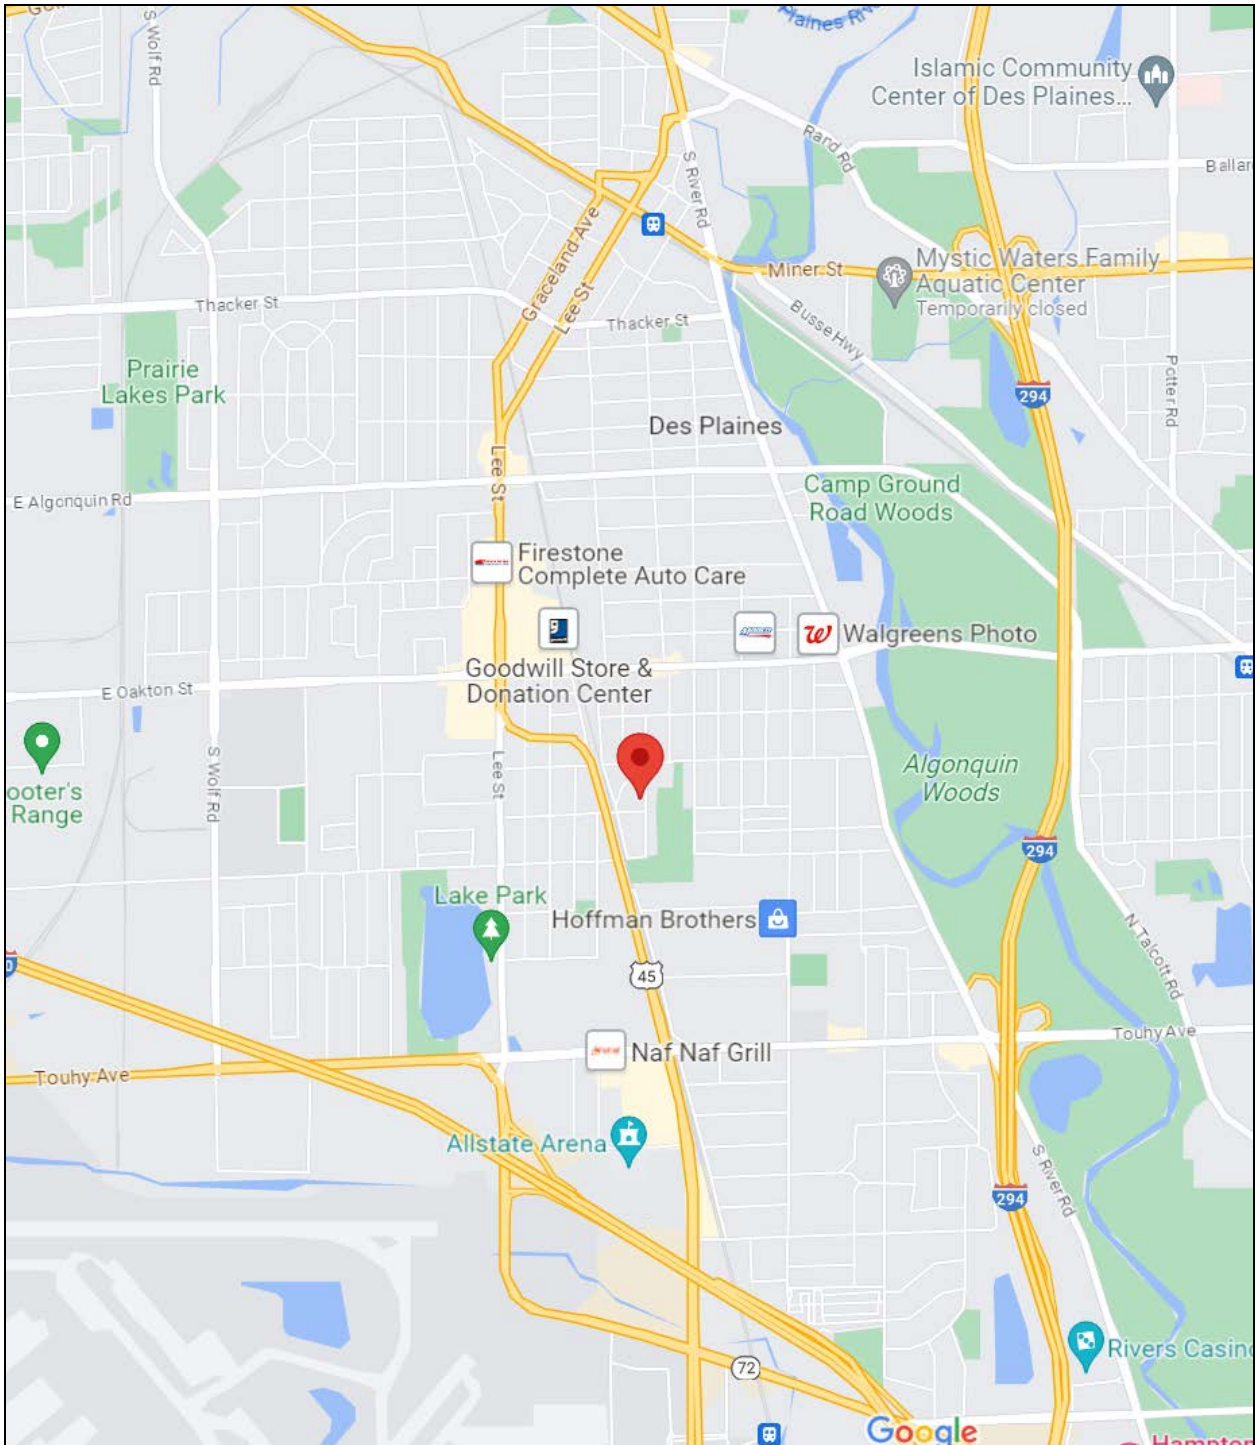 S Wolf Rd
Plaines
Islamic Community
Center of Des Plaines...
Rand Rd
S River Rd
Graceland Ave
Lee St
Miner St
Mystic Waters Family
Aquatic Center
Temporarily closed
Thacker St
Thacker St
Busse Hwy
Prairie
Lakes Park
294
Potter Rd
Des Plaines
Lee St
E Algonquin Rd
Camp Ground
Road Woods
Firestone
Complete Auto Care
Walgreens Photo
Goodwill Store &
Donation Center
E Oakton St
S Wolf Rd
Lee St
Algonquin
Woods
ooter's
Range
294
Lake Park
Hoffman Brothers
45
N Talcott Rd
Touhy Ave
Naf Naf Grill
Touhy Ave
Allstate Arena
S River Rd
294
Rivers Casino
72
Google